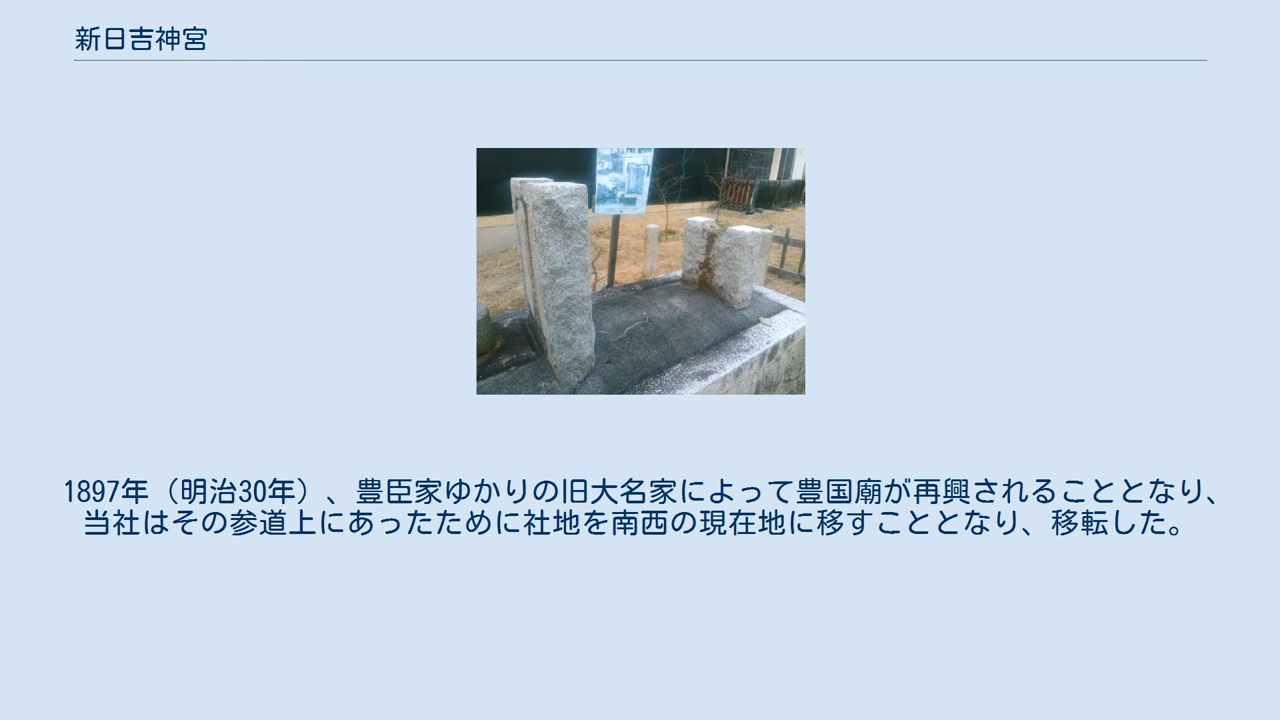 新日吉神宮
1897年（明治30年）、豊臣家ゆかりの旧大名家によって豊国廟が再興されることとなり、
当社はその参道上にあったために社地を南西の現在地に移すこととなり、移転した。